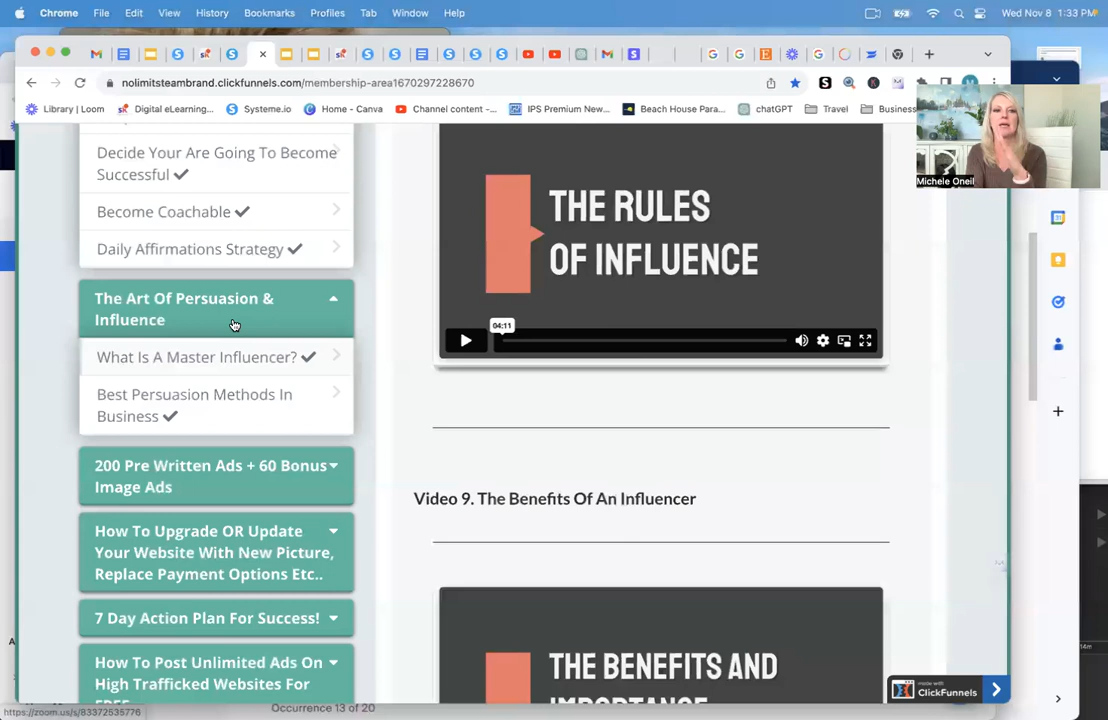 Chrome File Edit View History Bookmarks Profiles Tab Window Help Wed Nov 8 1:33 PM
nolimitsteambrand.clickfunnels.com/membership-area1670297228670
Library | Loom Digital eLearning... Systeme.io Home - Canva Channel content -... IPS Premium New... Beach House Para... chatGPT Travel Business
Michele Oneil
Decide Your Are Going To Become
Successful
Become Coachable
Daily Affirmations Strategy
The Art Of Persuasion &
Influence
What Is A Master Influencer?
Best Persuasion Methods In
Business
200 Pre Written Ads + 60 Bonus
Image Ads
How To Upgrade OR Update
Your Website With New Picture,
Replace Payment Options Etc..
7 Day Action Plan For Success!
How To Post Unlimited Ads On
High Trafficked Websites For
FREE
THE RULES
OF INFLUENCE
04:11
Video 9. The Benefits Of An Influencer
THE BENEFITS AND
IMPORTANCE
made with
ClickFunnels
https://zoom.us/s/83372535776
Occurrence 13 of 20
14m